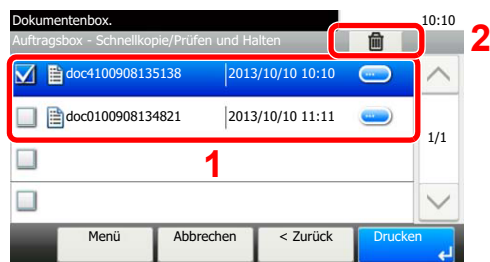 Dokumentenbox. 10:10
Auftragsbox - Schnellkopie/Prüfen und Halten
2
doc4100908135138 2013/10/10 10:10
doc0100908134821 2013/10/10 11:11
1/1
1
Menü Abbrechen < Zurück Drucken